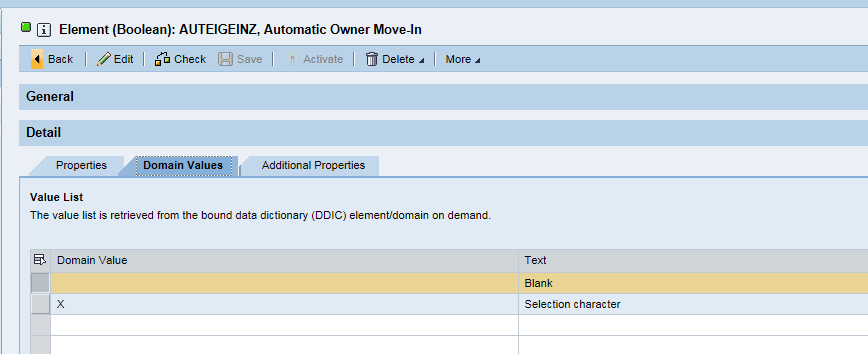 Element (Boolean): AUTEIGEINZ, Automatic Owner Move-In
Back Edit Check Save Activate Delete More
General
Detail
Properties Domain Values Additional Properties
Value List
The value list is retrieved from the bound data dictionary (DDIC) element/domain on demand.
Domain Value Text
Blank
X Selection character